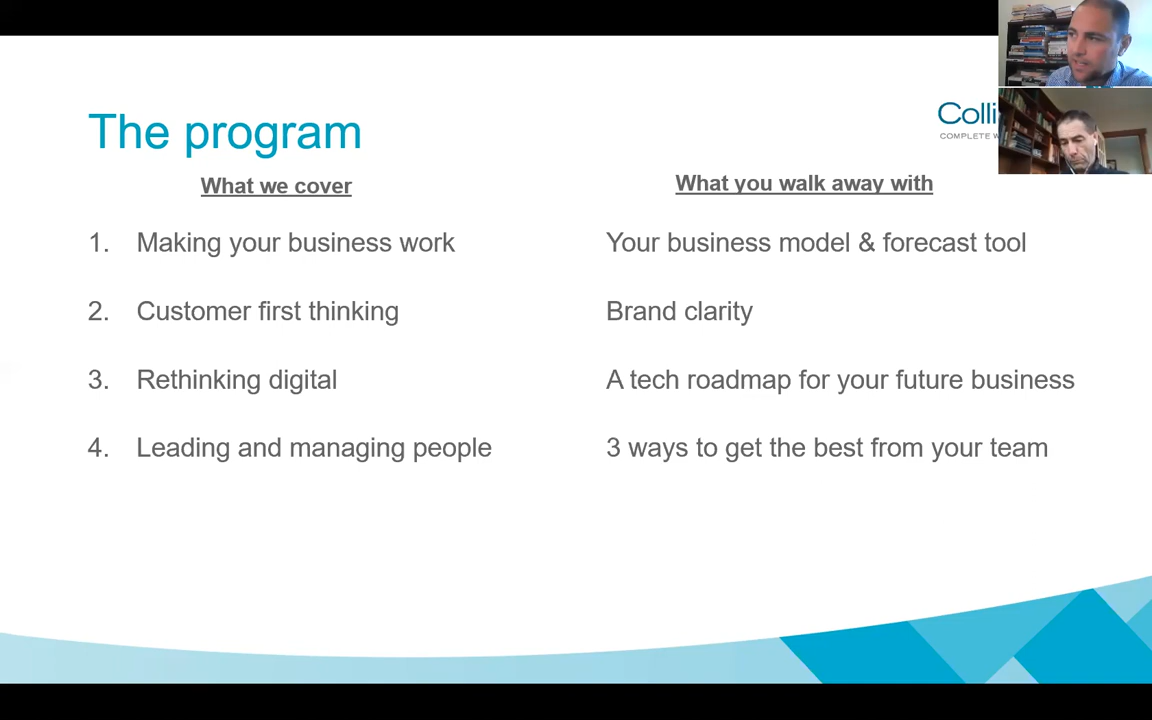 The program
What we cover
What you walk away with
1. Making your business work
Your business model & forecast tool
2. Customer first thinking
Brand clarity
3. Rethinking digital
A tech roadmap for your future business
4. Leading and managing people
3 ways to get the best from your team
Colli
COMPLETE W